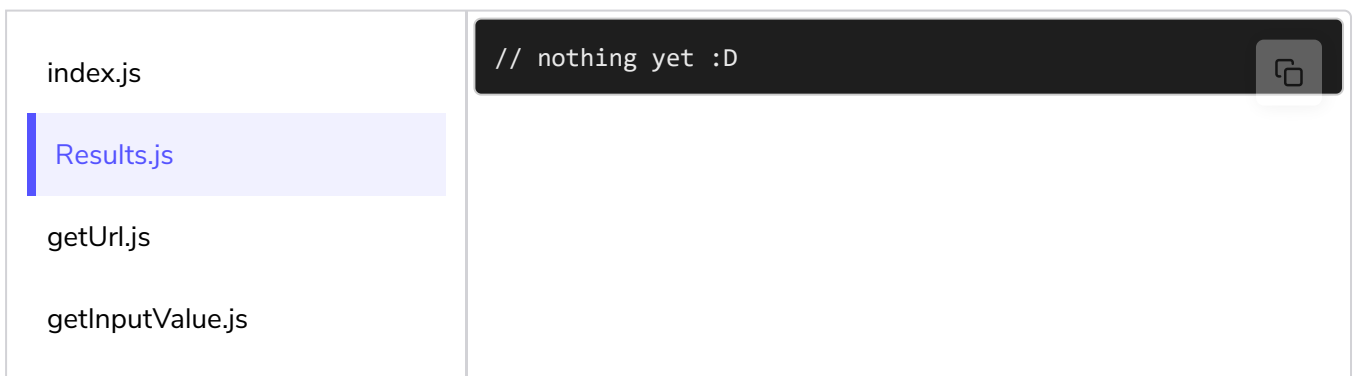 index.js
Results.js
getUrl.js
getInputValue.js
// nothing yet :D